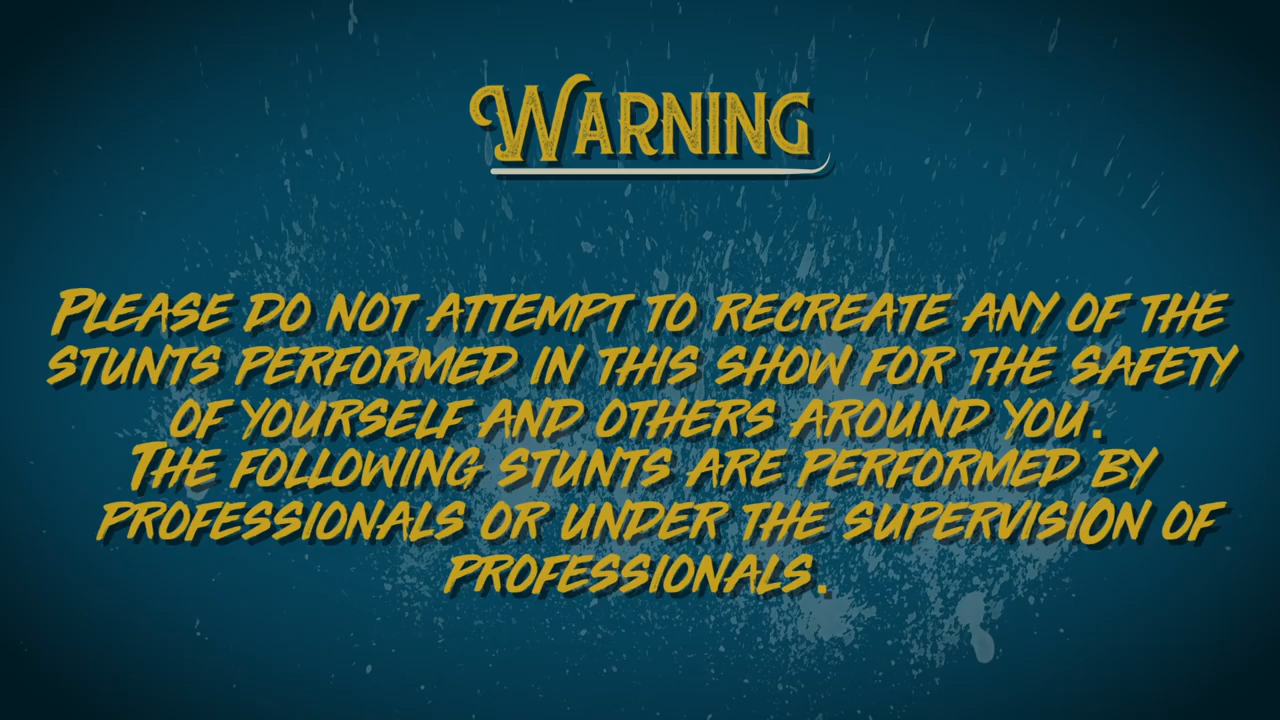 Warning
Please do not attempt to recreate any of the
stunts performed in this show for the safety
of yourself and others around you.
The following stunts are performed by
professionals or under the supervision of
professionals.